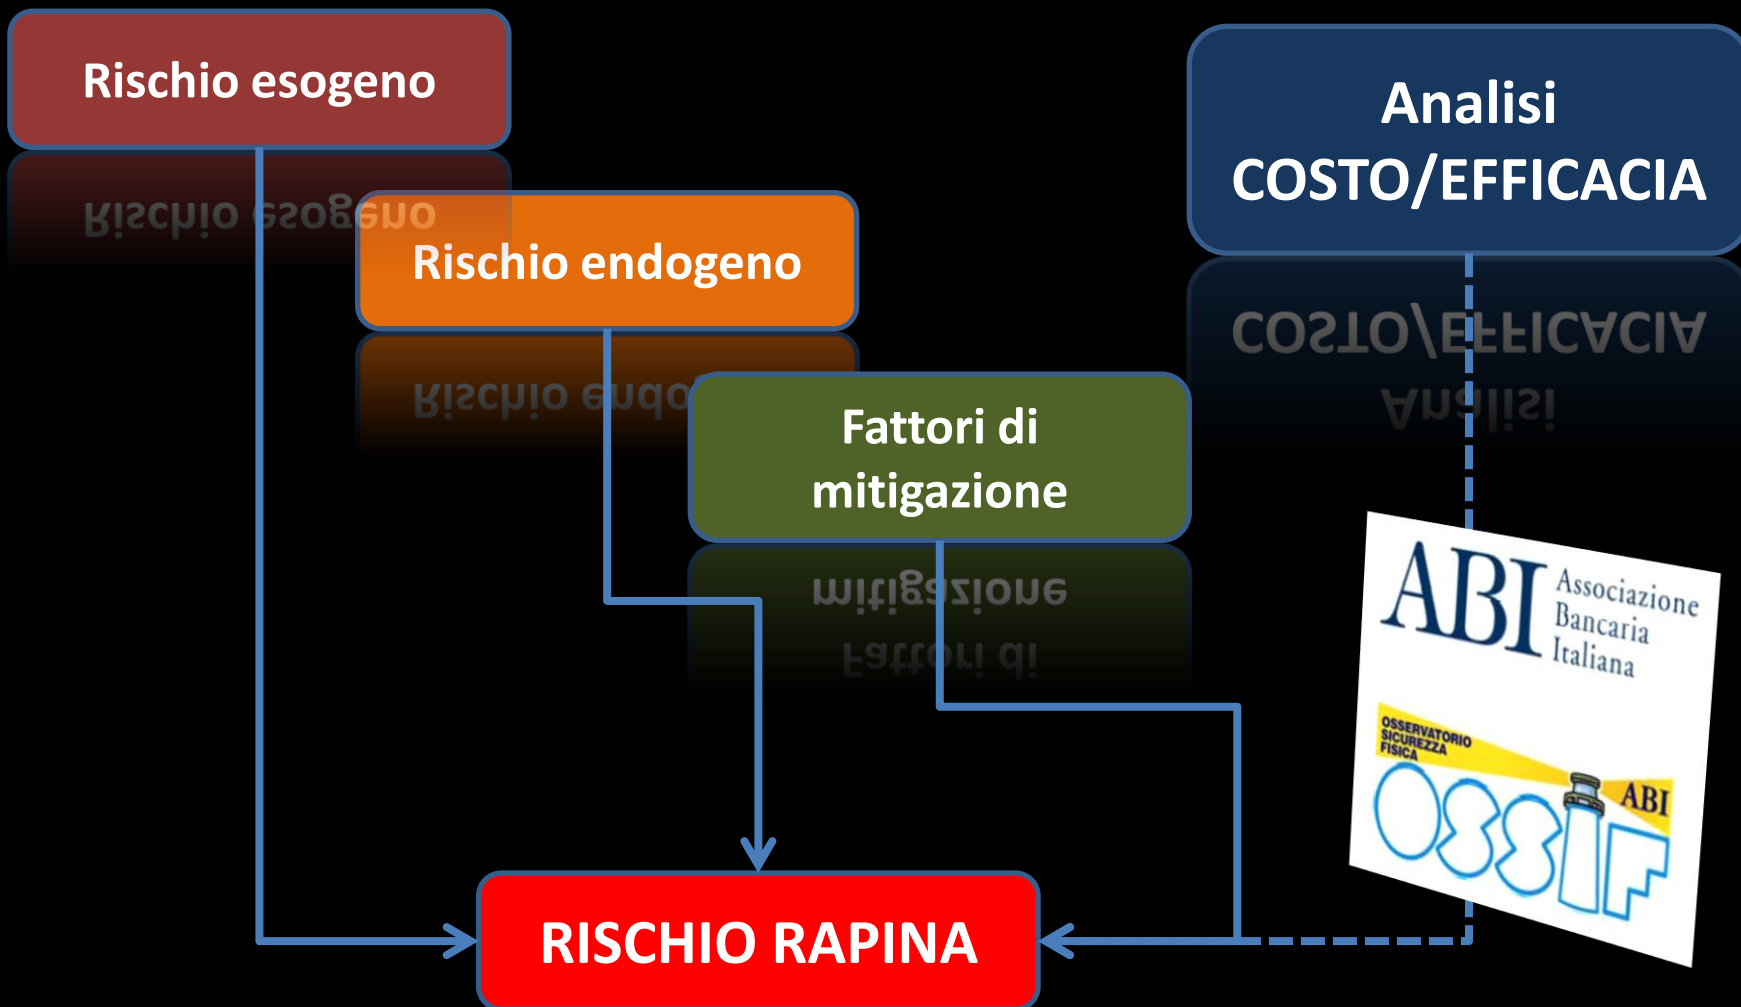 Rischio esogeno
Rischio endogeno
Fattori di
mitigazione
Analisi
COSTO/EFFICACIA
ABI Associazione
Bancaria
Italiana
OSSERVATORIO
SICUREZZA
FISICA
ABI
OSSIF
RISCHIO RAPINA